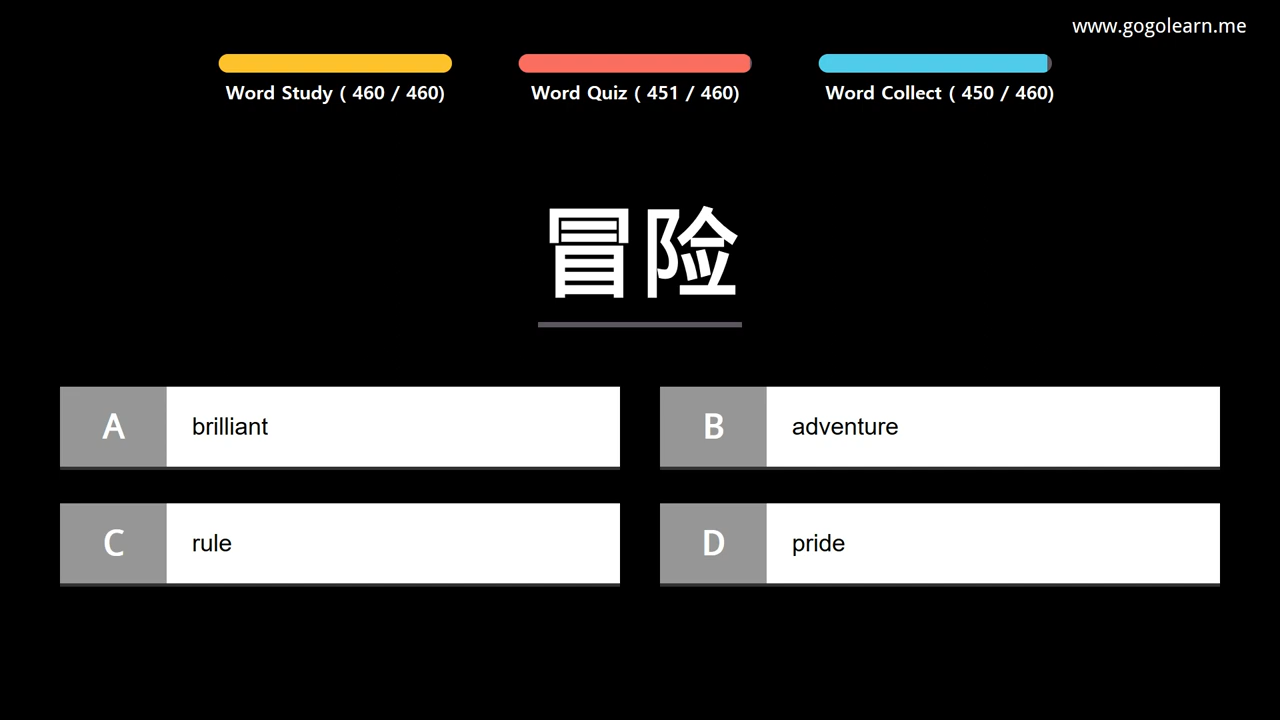 www.gogolearn.me
Word Study ( 460 / 460)
Word Quiz ( 451 / 460)
Word Collect ( 450 / 460)
冒险
A brilliant
B adventure
C rule
D pride